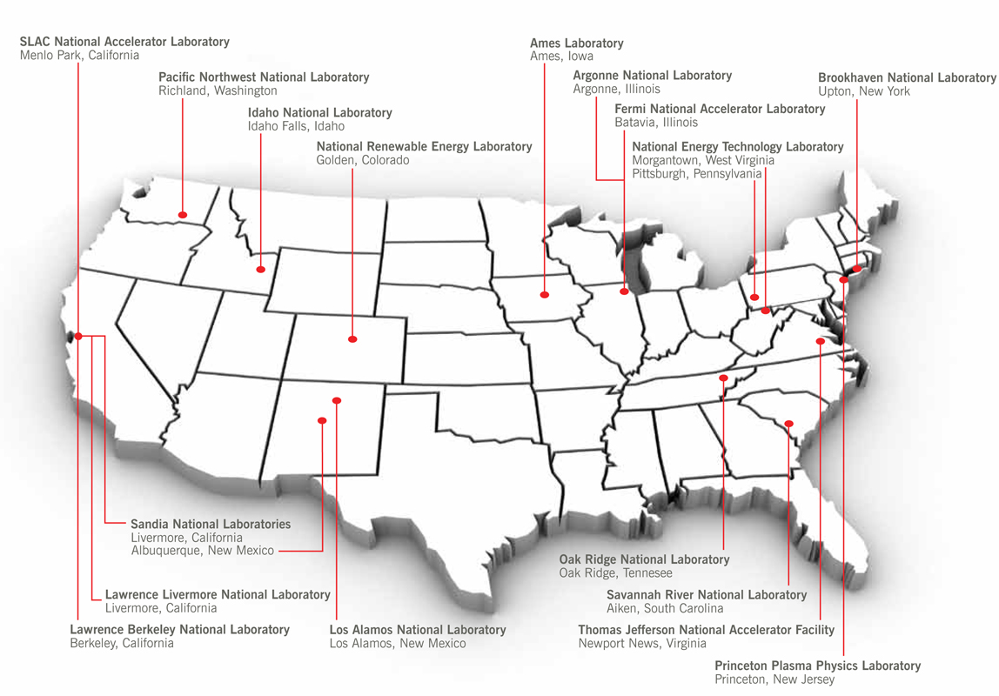 SLAC National Accelerator Laboratory
Menlo Park, California
Pacific Northwest National Laboratory
Richland, Washington
Idaho National Laboratory
Idaho Falls, Idaho
National Renewable Energy Laboratory
Golden, Colorado
Ames Laboratory
Ames, Iowa
Argonne National Laboratory
Argonne, Illinois
Fermi National Accelerator Laboratory
Batavia, Illinois
National Energy Technology Laboratory
Morgantown, West Virginia
Pittsburgh, Pennsylvania
Brookhaven National Laboratory
Upton, New York
Sandia National Laboratories
Livermore, California
Albuquerque, New Mexico
Lawrence Livermore National Laboratory
Livermore, California
Lawrence Berkeley National Laboratory
Berkeley, California
Los Alamos National Laboratory
Los Alamos, New Mexico
Oak Ridge National Laboratory
Oak Ridge, Tennesee
Savannah River National Laboratory
Aiken, South Carolina
Thomas Jefferson National Accelerator Facility
Newport News, Virginia
Princeton Plasma Physics Laboratory
Princeton, New Jersey